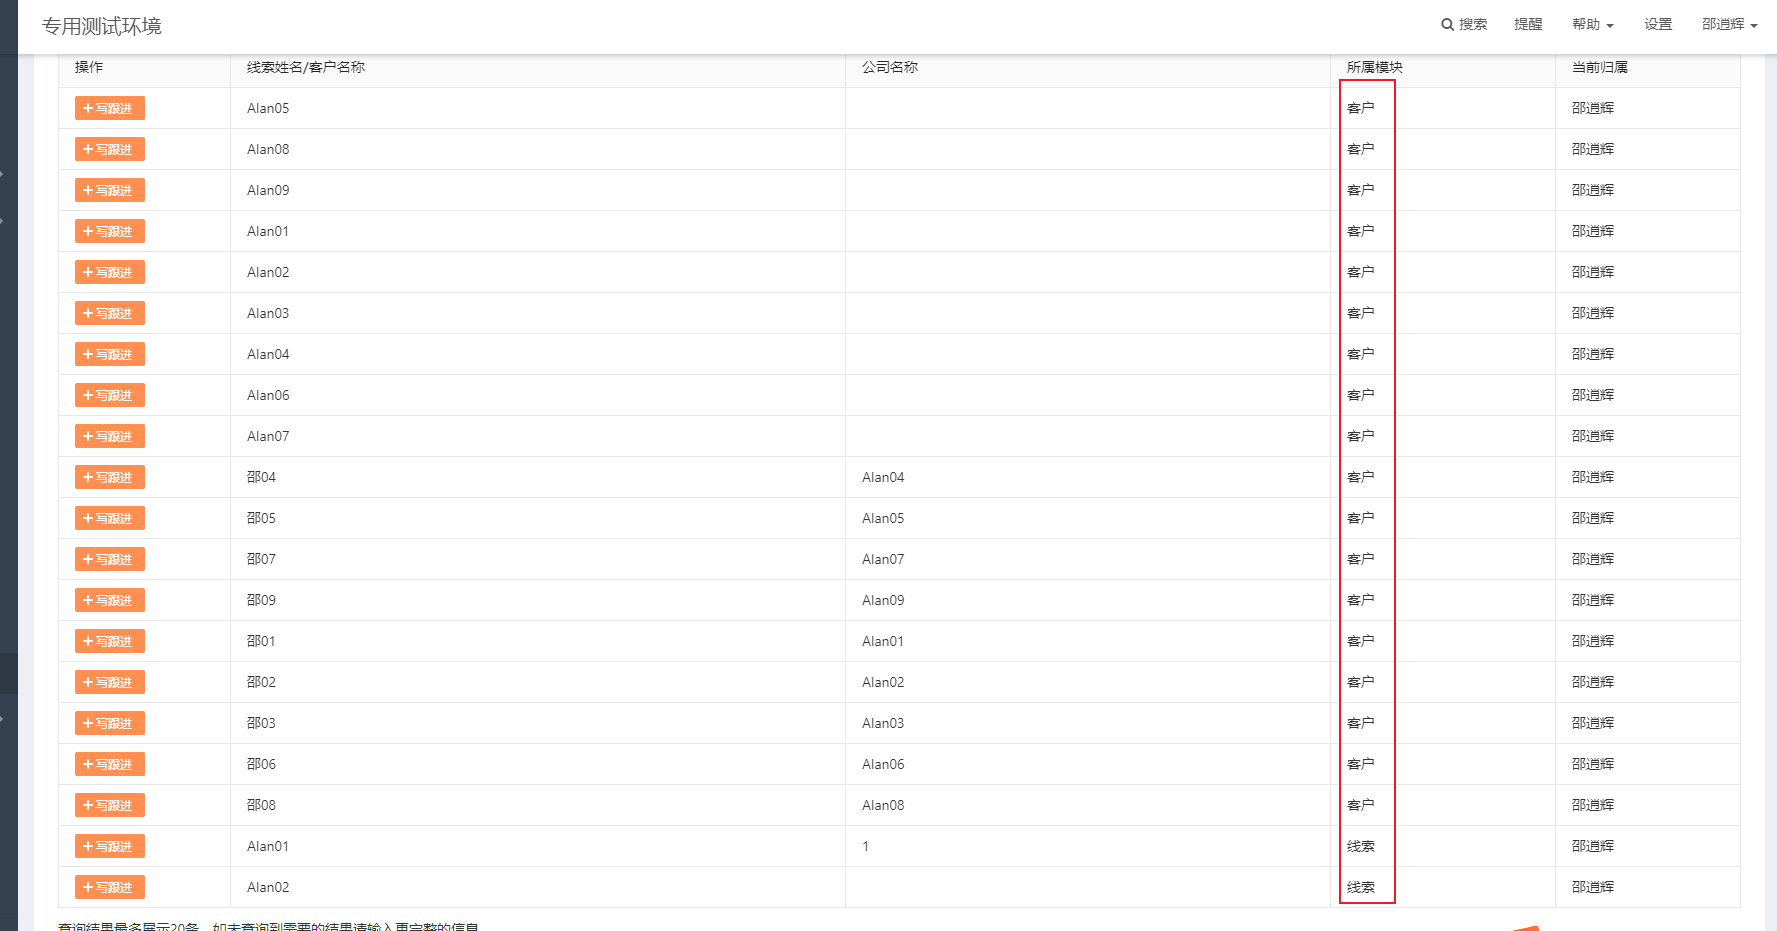 专用测试环境 搜索 提醒 帮助 设置 邵逍辉
操作 线索姓名/客户名称 公司名称 所属模块 当前归属
写跟进 Alan05 客户 邵逍辉
写跟进 Alan08 客户 邵逍辉
写跟进 Alan09 客户 邵逍辉
写跟进 Alan01 客户 邵逍辉
写跟进 Alan02 客户 邵逍辉
写跟进 Alan03 客户 邵逍辉
写跟进 Alan04 客户 邵逍辉
写跟进 Alan06 客户 邵逍辉
写跟进 Alan07 客户 邵逍辉
写跟进 邵04 Alan04 客户 邵逍辉
写跟进 邵05 Alan05 客户 邵逍辉
写跟进 邵07 Alan07 客户 邵逍辉
写跟进 邵09 Alan09 客户 邵逍辉
写跟进 邵01 Alan01 客户 邵逍辉
写跟进 邵02 Alan02 客户 邵逍辉
写跟进 邵03 Alan03 客户 邵逍辉
写跟进 邵06 Alan06 客户 邵逍辉
写跟进 邵08 Alan08 客户 邵逍辉
写跟进 Alan01 1 线索 邵逍辉
写跟进 Alan02 线索 邵逍辉
查询结果最多展示20条，如未查询到需要的结果请输入更完整的信息